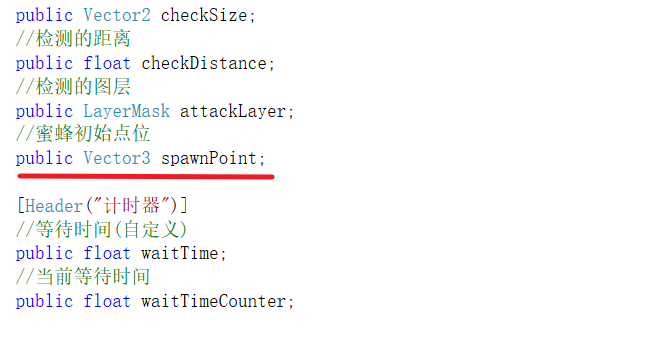 public Vector2 checkSize;
//检测的距离
public float checkDistance;
//检测的图层
public LayerMask attackLayer;
//蜜蜂初始点位
public Vector3 spawnPoint;
[Header("计时器")]
//等待时间(自定义)
public float waitTime;
//当前等待时间
public float waitTimeCounter;